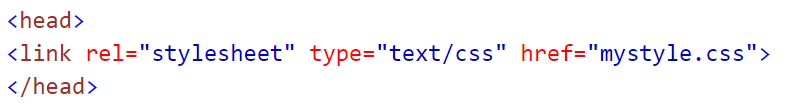 <head>
<link rel="stylesheet" type="text/css" href="mystyle.css">
</head>